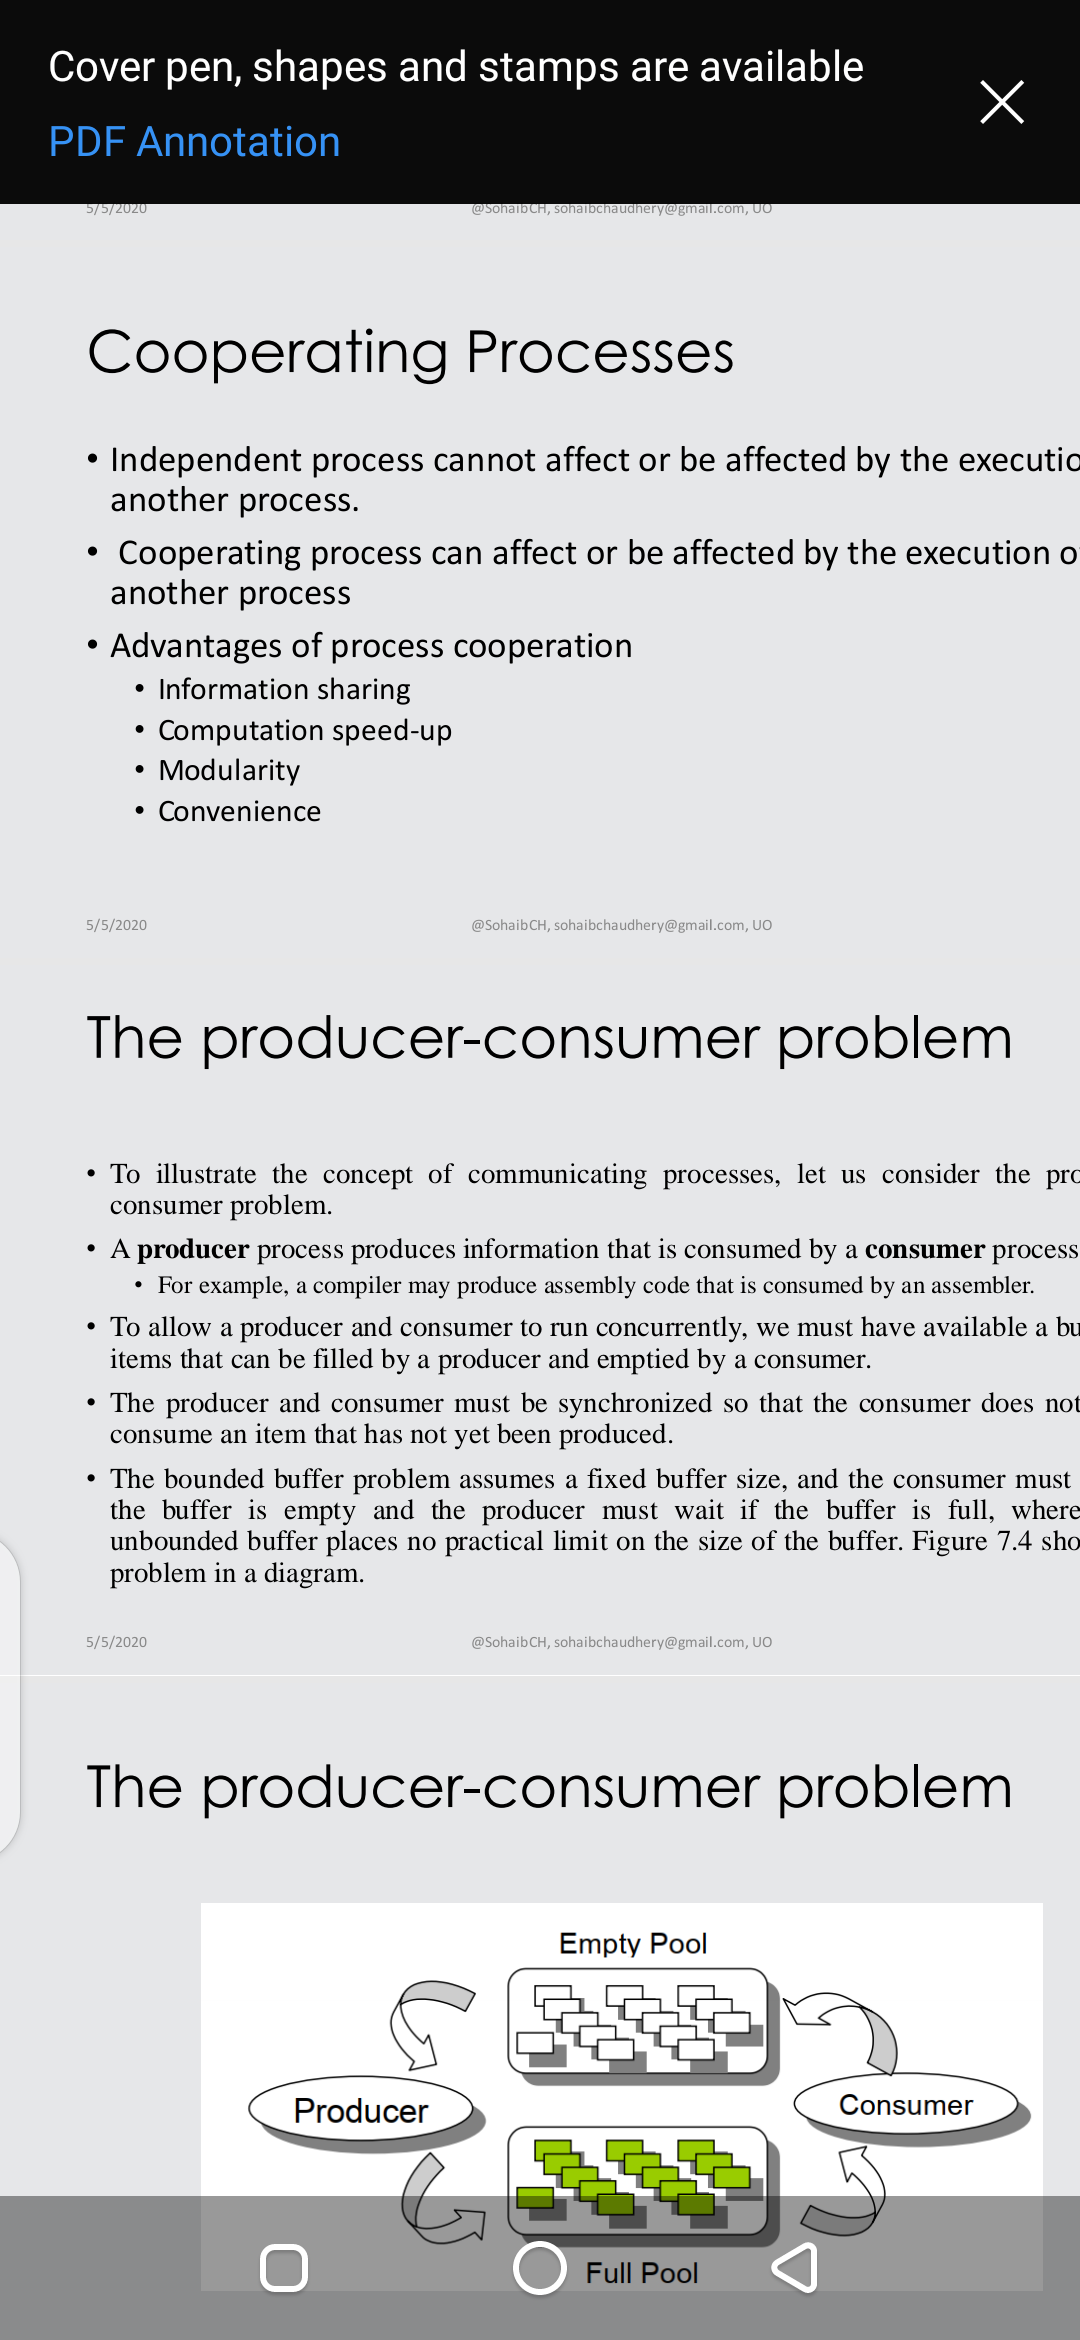 Cover pen, shapes and stamps are available
PDF Annotation
5/5/2020 @SohaibCH, sohaibchaudhery@gmail.com, UO
Cooperating Processes
• Independent process cannot affect or be affected by the executio
another process.
• Cooperating process can affect or be affected by the execution o
another process
• Advantages of process cooperation
• Information sharing
• Computation speed-up
• Modularity
• Convenience
5/5/2020 @SohaibCH, sohaibchaudhery@gmail.com, UO
The producer-consumer problem
• To illustrate the concept of communicating processes, let us consider the pro
consumer problem.
• A producer process produces information that is consumed by a consumer process
• For example, a compiler may produce assembly code that is consumed by an assembler.
• To allow a producer and consumer to run concurrently, we must have available a bu
items that can be filled by a producer and emptied by a consumer.
• The producer and consumer must be synchronized so that the consumer does not
consume an item that has not yet been produced.
• The bounded buffer problem assumes a fixed buffer size, and the consumer must
the buffer is empty and the producer must wait if the buffer is full, where
unbounded buffer places no practical limit on the size of the buffer. Figure 7.4 sho
problem in a diagram.
5/5/2020 @SohaibCH, sohaibchaudhery@gmail.com, UO
The producer-consumer problem
Empty Pool
Producer
Consumer
Full Pool